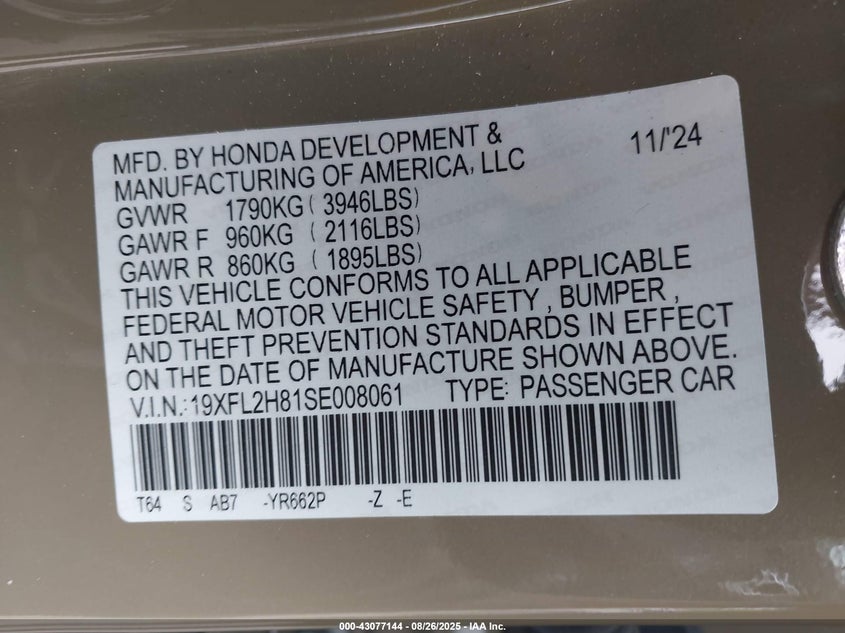 MFD. BY HONDA DEVELOPMENT & 11/'24
MANUFACTURING OF AMERICA, LLC
GVWR 1790KG ( 3946LBS)
GAWR F 960KG ( 2116LBS)
GAWR R 860KG ( 1895LBS)
THIS VEHICLE CONFORMS TO ALL APPLICABLE
FEDERAL MOTOR VEHICLE SAFETY , BUMPER ,
AND THEFT PREVENTION STANDARDS IN EFFECT
ON THE DATE OF MANUFACTURE SHOWN ABOVE.
V.I.N.:19XFL2H81SE008061 TYPE: PASSENGER CAR
T64 S AB7 -YR662P -Z -E
000-43077144 - 08/26/2025 - IAA Inc.